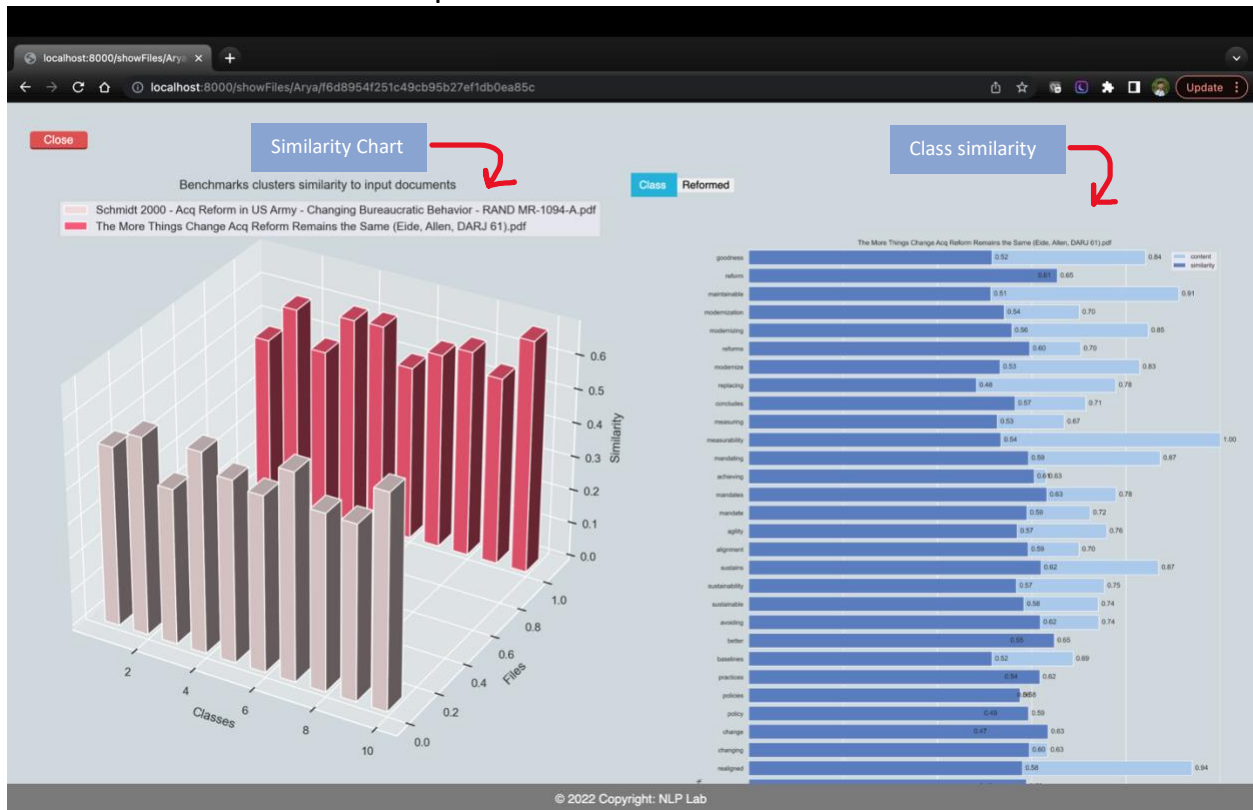 localhost:8000/showFiles/Arya
localhost:8000/showFiles/Arya/f6d8954f251c49cb95b27ef1db0ea85c
Update
Close
Similarity Chart
Class similarity
Benchmarks clusters similarity to input documents
Schmidt 2000 - Acq Reform in US Army - Changing Bureaucratic Behavior - RAND MR-1094-A.pdf
The More Things Change Acq Reform Remains the Same (Eide, Allen, DARJ 61).pdf
0.6
0.5
0.4
0.3
0.2
0.1
0.0
Similarity
1.0
0.8
0.6
0.4
0.2
0.0
Files
2
4
6
8
10
Classes
Class Reformed
The More Things Change Acq Reform Remains the Same (Eide, Allen, DARJ 61).pdf
content
similarity
goodness 0.52 0.84
reform 0.61 0.65
maintainable 0.51 0.91
modernization 0.54 0.70
modernizing 0.56 0.85
reforms 0.60 0.70
modernize 0.53 0.83
replacing 0.48 0.78
concludes 0.57 0.71
measuring 0.53 0.67
measurability 0.54 1.00
mandating 0.59 0.87
achieving 0.61 0.63
mandates 0.63 0.78
mandate 0.59 0.72
agility 0.57 0.76
alignment 0.59 0.70
sustains 0.62 0.87
sustainability 0.57 0.75
sustainable 0.58 0.74
avoiding 0.62 0.74
better 0.55 0.65
baselines 0.52 0.69
practices 0.54 0.62
policies
policy 0.49 0.59
change 0.47 0.63
changing 0.60 0.63
realigned 0.58 0.94
© 2022 Copyright: NLP Lab